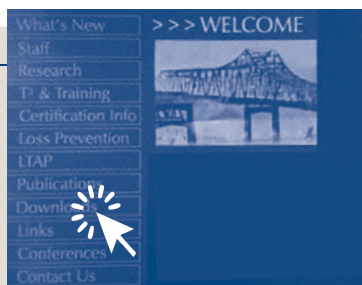 What's New
Staff
Research
T² & Training
Certification Info
Loss Prevention
LTAP
Publications
Downloads
Links
Conferences
Contact Us
>>> WELCOME